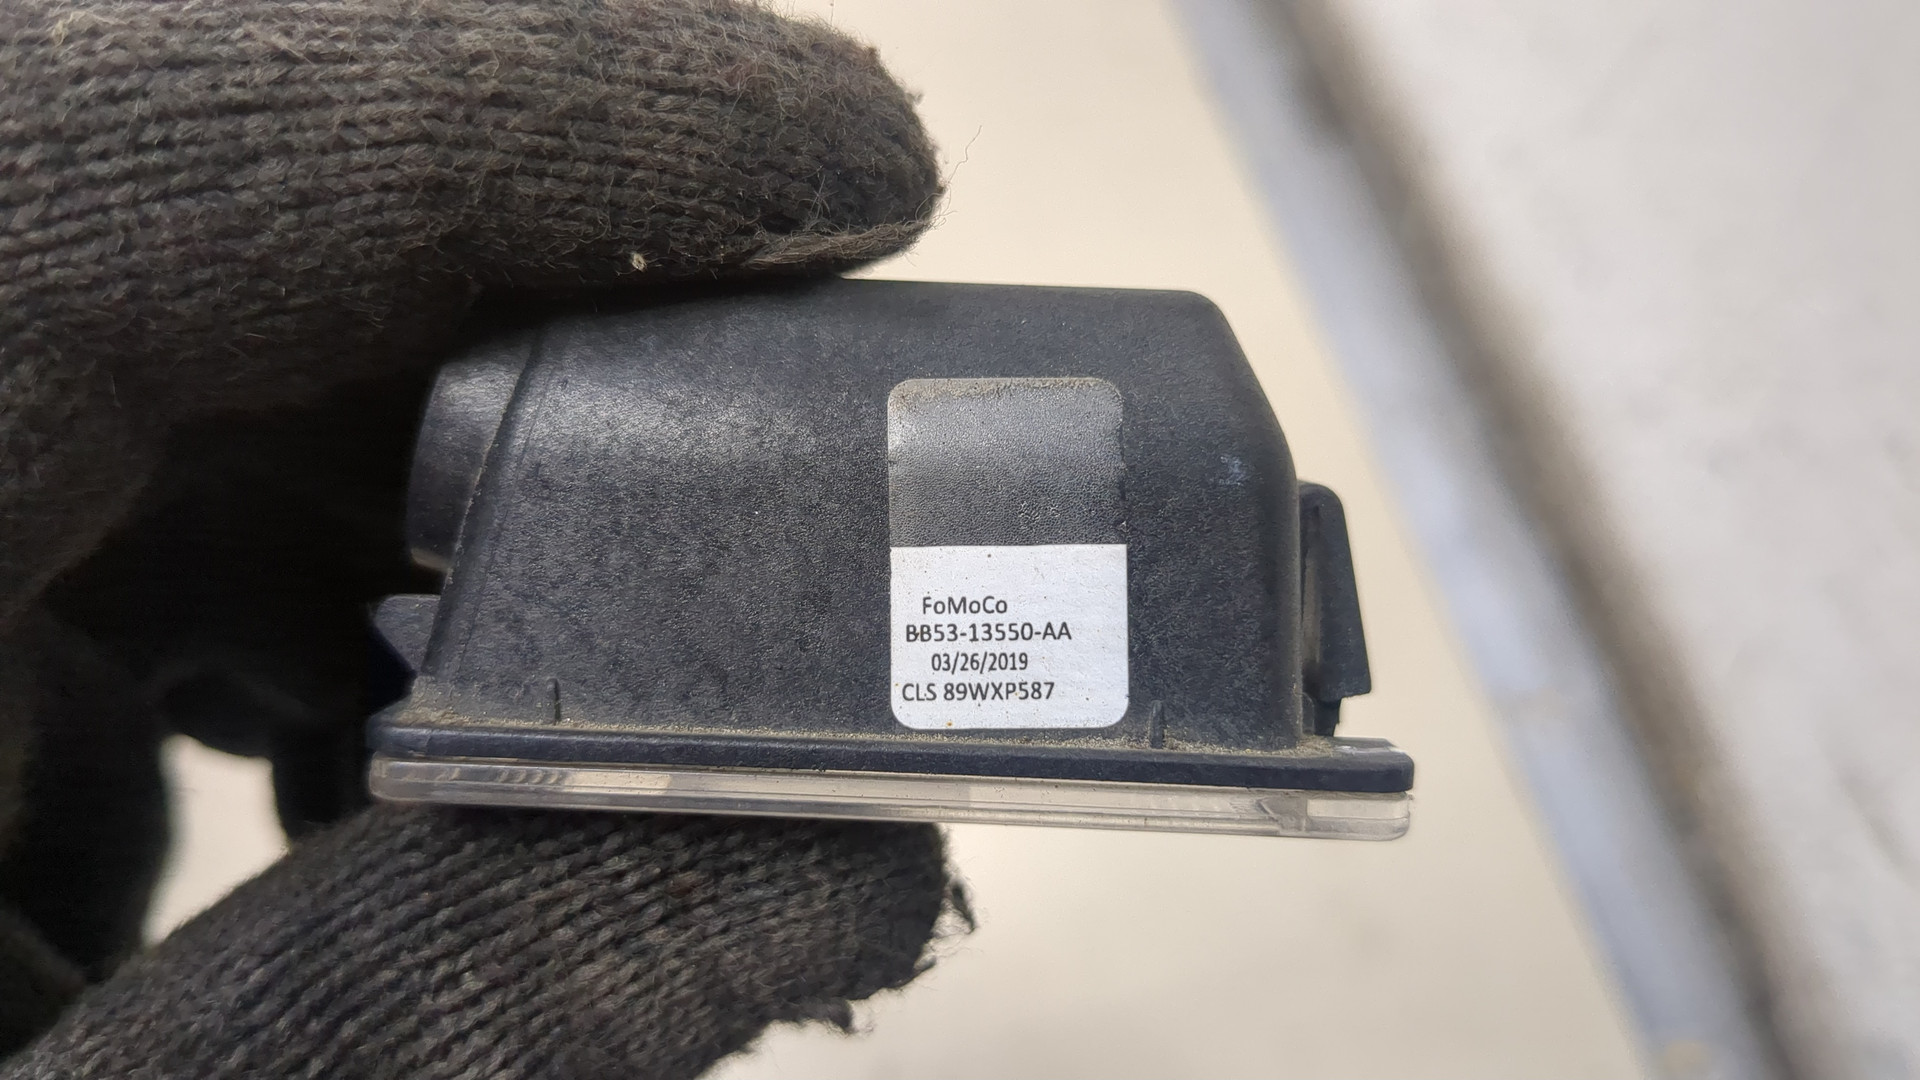 FoMoCo
BB53-13550-AA
03/26/2019
CLS 89WXP587